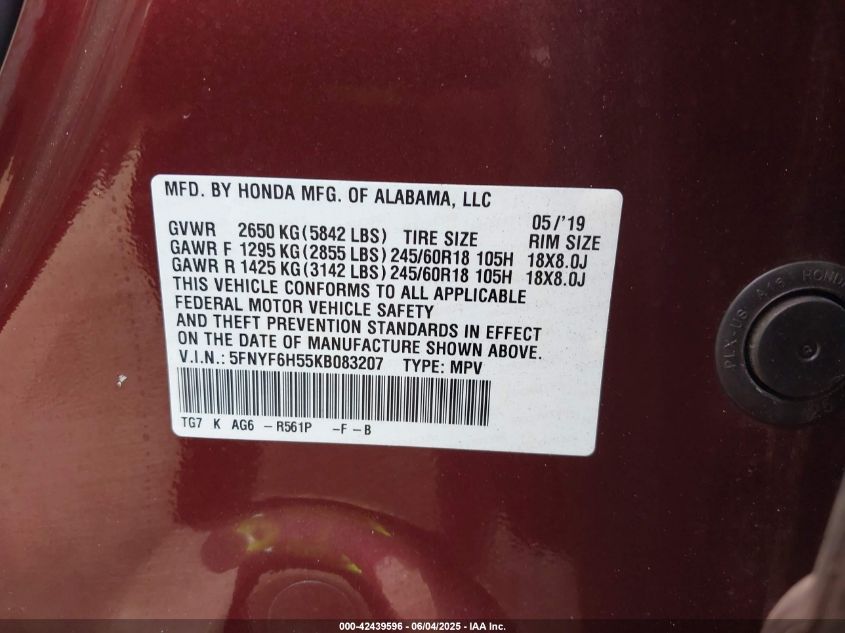 MFD. BY HONDA MFG. OF ALABAMA, LLC
05/'19
GVWR 2650 KG (5842 LBS) TIRE SIZE RIM SIZE
GAWR F 1295 KG (2855 LBS) 245/60R18 105H 18X8.0J
GAWR R 1425 KG (3142 LBS) 245/60R18 105H 18X8.0J
THIS VEHICLE CONFORMS TO ALL APPLICABLE
FEDERAL MOTOR VEHICLE SAFETY
AND THEFT PREVENTION STANDARDS IN EFFECT
ON THE DATE OF MANUFACTURE SHOWN ABOVE.
V.I.N.: 5FNYF6H55KB083207 TYPE: MPV
TG7 K AG6 -R561P -F-B
000-42439596 - 06/04/2025 - IAA Inc.